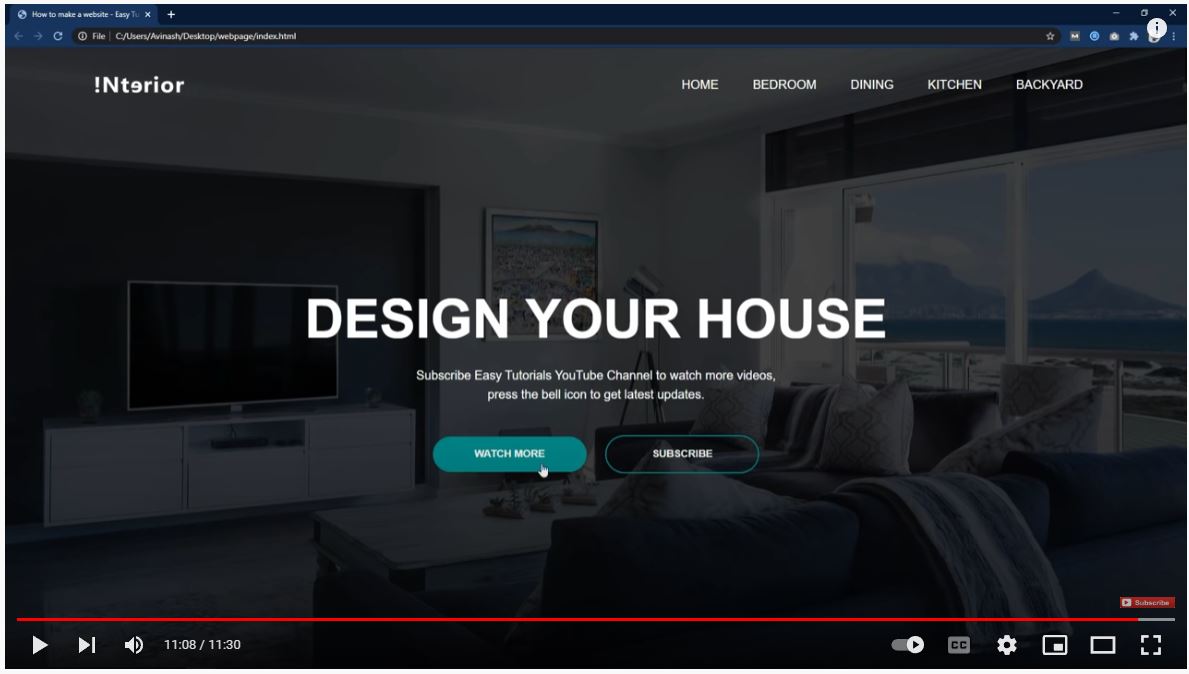 How to make a website - Easy Tu
File | C:/Users/Avinash/Desktop/webpage/index.html
!Ntərior
HOME BEDROOM DINING KITCHEN BACKYARD
DESIGN YOUR HOUSE
Subscribe Easy Tutorials YouTube Channel to watch more videos,
press the bell icon to get latest updates.
WATCH MORE SUBSCRIBE
Subscribe
11:08 / 11:30 CC